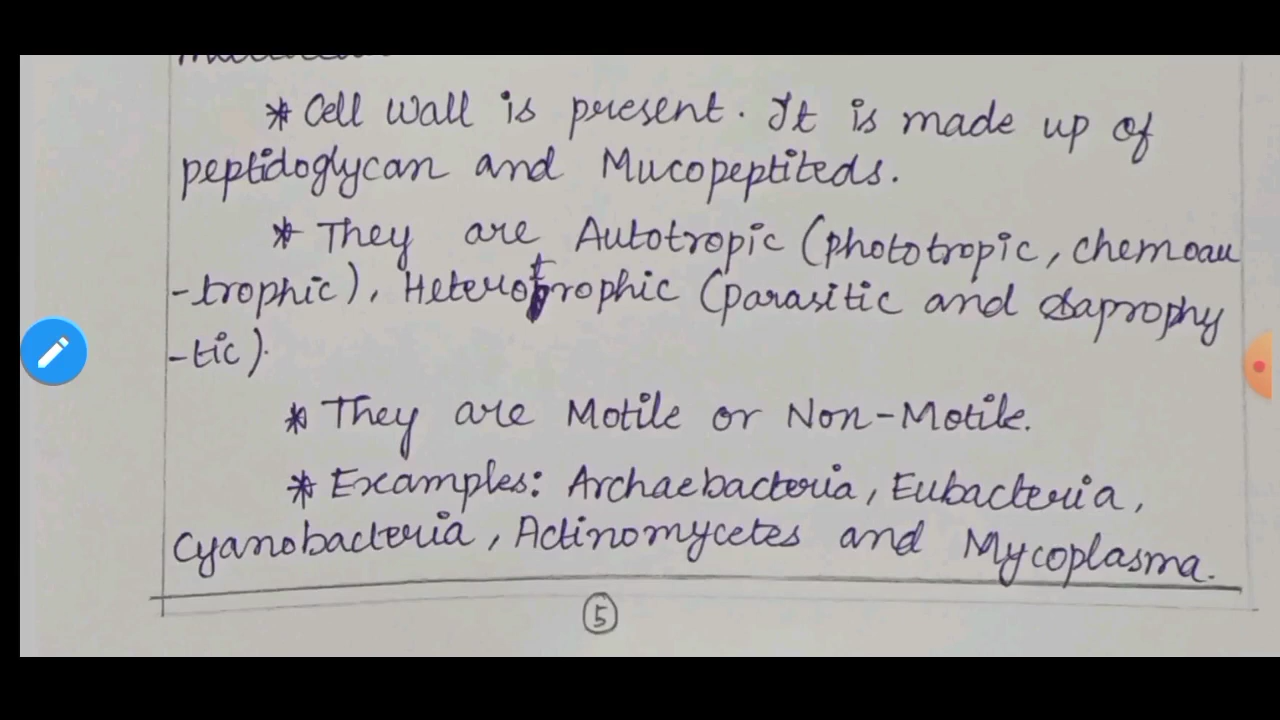 * Cell Wall is present. It is made up of
peptidoglycan and Mucopeptiteds.
* They are Autotropic (phototropic, chemoau
-trophic), Heterotrophic (parasitic and Saprophy
-tic).
* They are Motile or Non-Motile.
* Examples: Archaebacteria, Eubacteria,
Cyanobacteria, Actinomycetes and Mycoplasma.
5